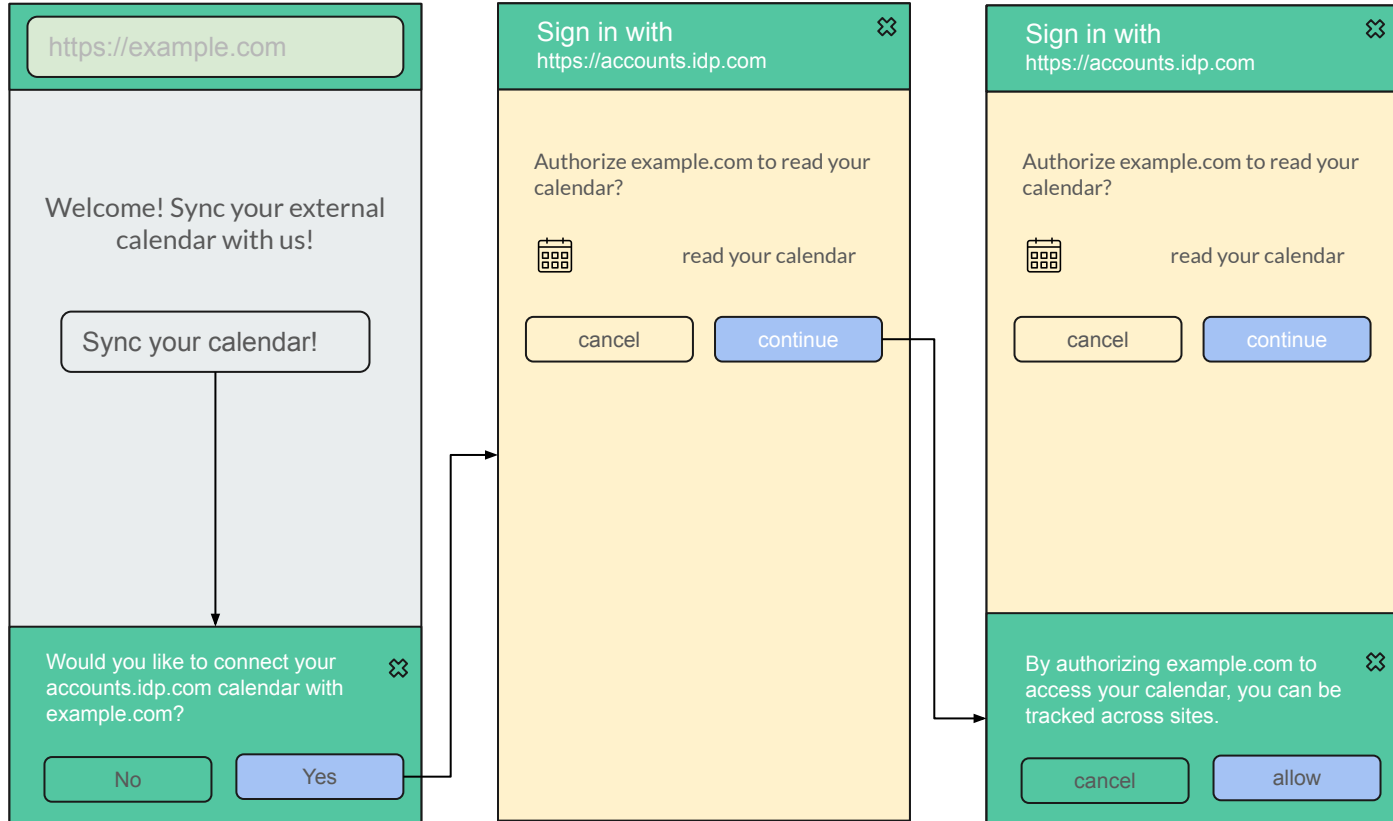 https://example.com
Welcome! Sync your external
calendar with us!
Sync your calendar!
Would you like to connect your
accounts.idp.com calendar with
example.com?
No
Yes
Sign in with
https://accounts.idp.com
Authorize example.com to read your
calendar?
read your calendar
cancel
continue
Sign in with
https://accounts.idp.com
Authorize example.com to read your
calendar?
read your calendar
cancel
continue
By authorizing example.com to
access your calendar, you can be
tracked across sites.
cancel
allow